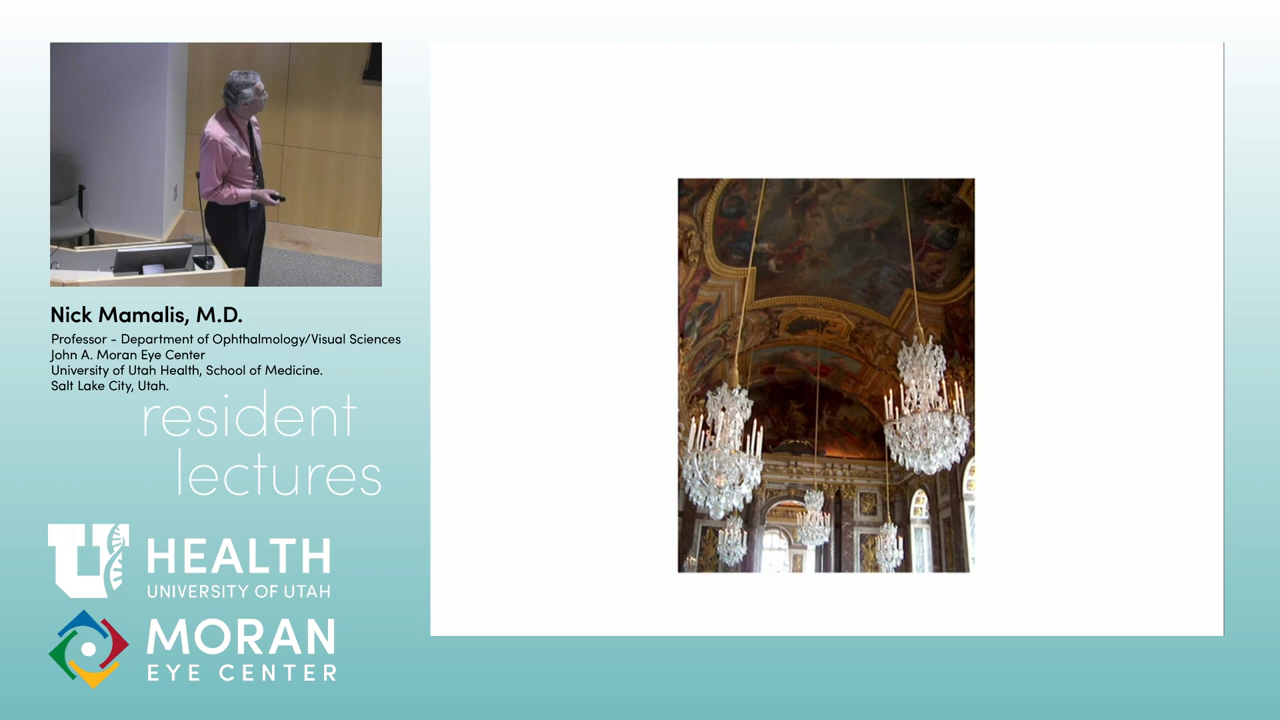 Nick Mamalis, M.D.
Professor - Department of Ophthalmology/Visual Sciences
John A. Moran Eye Center
University of Utah Health, School of Medicine.
Salt Lake City, Utah.
resident
lectures
U HEALTH
UNIVERSITY OF UTAH
MORAN
EYE CENTER